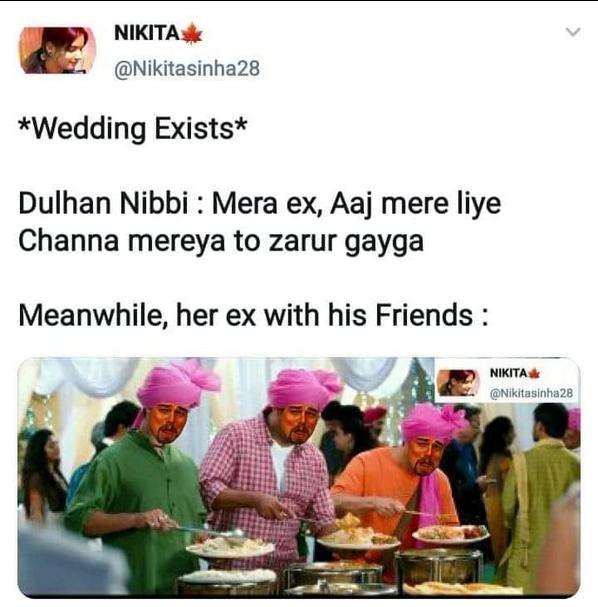 NIKITA🍁
@Nikitasinha28
*Wedding Exists*
Dulhan Nibbi : Mera ex, Aaj mere liye
Channa mereya to zarur gayga
Meanwhile, her ex with his Friends :
NIKITA🍁
@Nikitasinha28